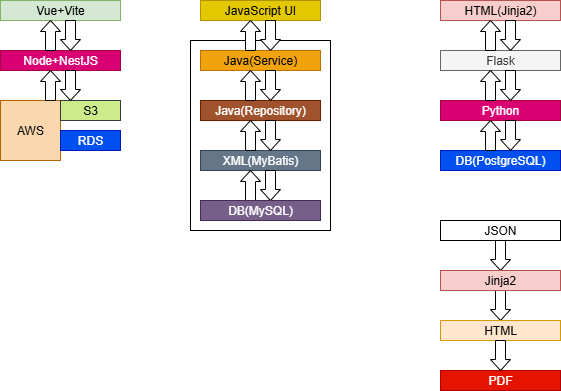 Vue+Vite
Node+NestJS
AWS
S3
RDS
JavaScript UI
Java(Service)
Java(Repository)
XML(MyBatis)
DB(MySQL)
HTML(Jinja2)
Flask
Python
DB(PostgreSQL)
JSON
Jinja2
HTML
PDF